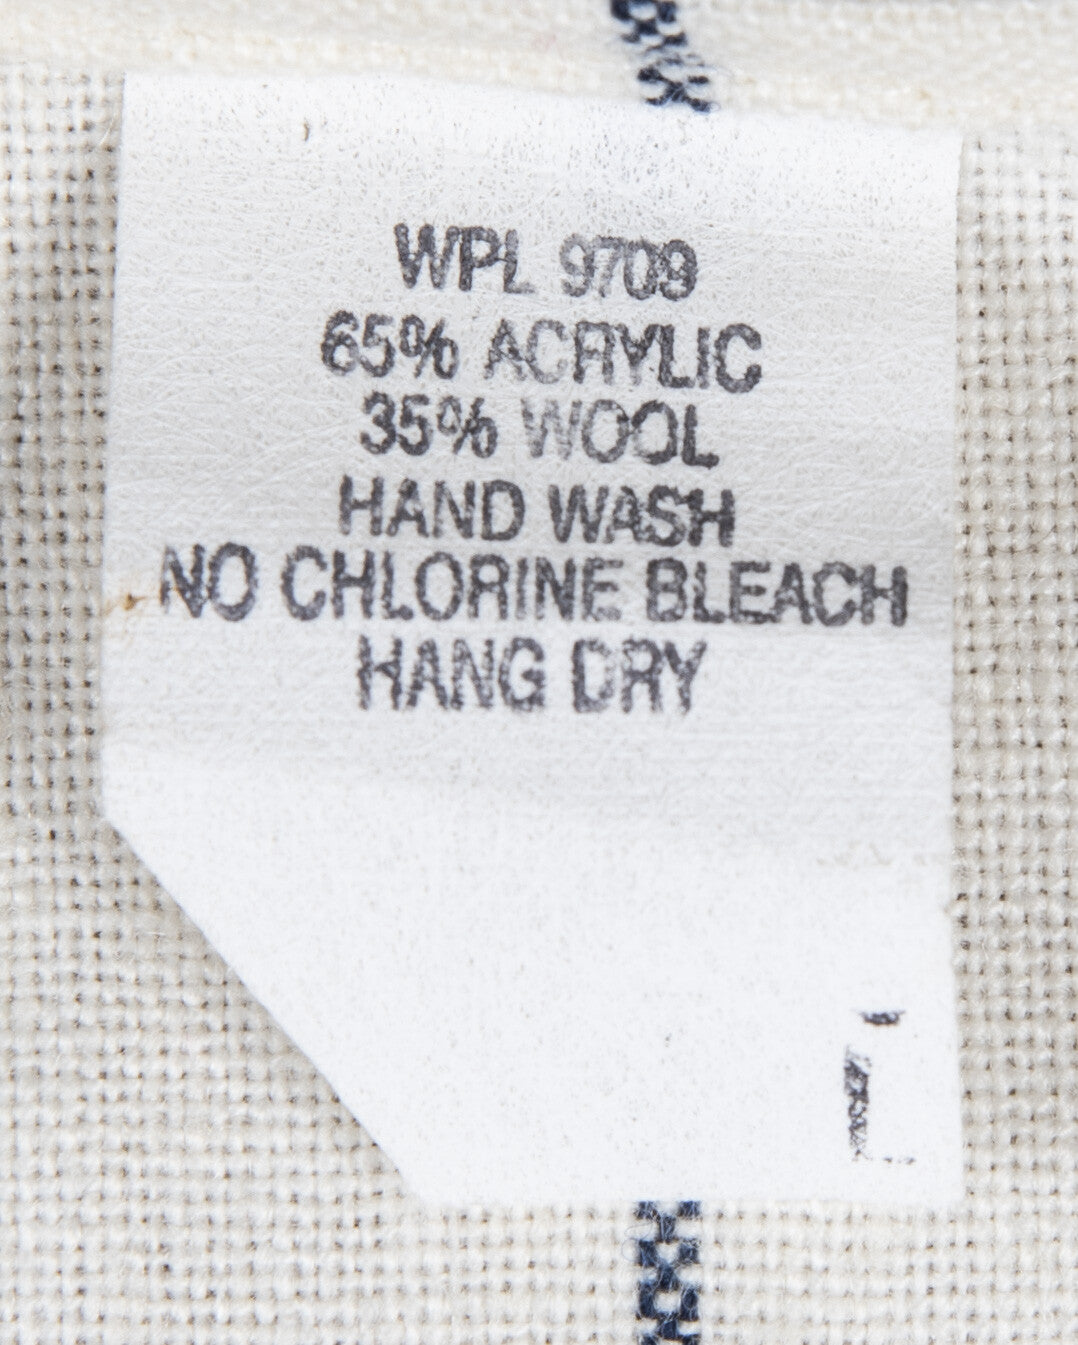 WPL 9709
65% ACRYLIC
35% WOOL
HAND WASH
NO CHLORINE BLEACH
HANG DRY